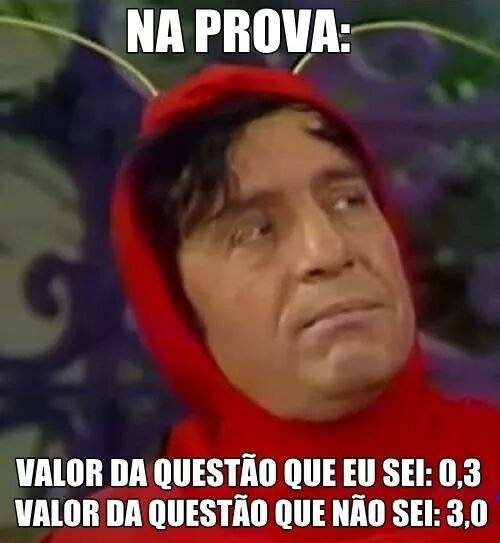 NA PROVA:
VALOR DA QUESTÃO QUE EU SEI: 0,3
VALOR DA QUESTÃO QUE NÃO SEI: 3,0